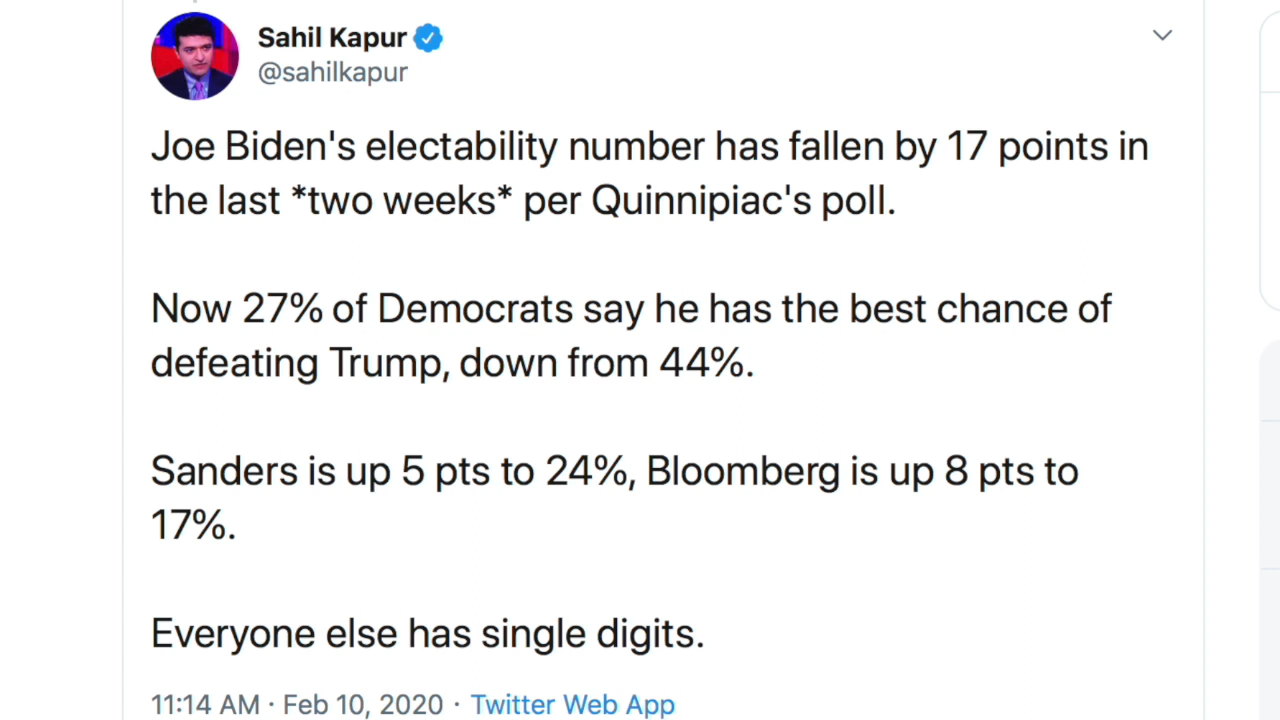 Sahil Kapur
@sahilkapur
Joe Biden's electability number has fallen by 17 points in
the last *two weeks* per Quinnipiac's poll.
Now 27% of Democrats say he has the best chance of
defeating Trump, down from 44%.
Sanders is up 5 pts to 24%, Bloomberg is up 8 pts to
17%.
Everyone else has single digits.
11:14 AM · Feb 10, 2020 · Twitter Web App